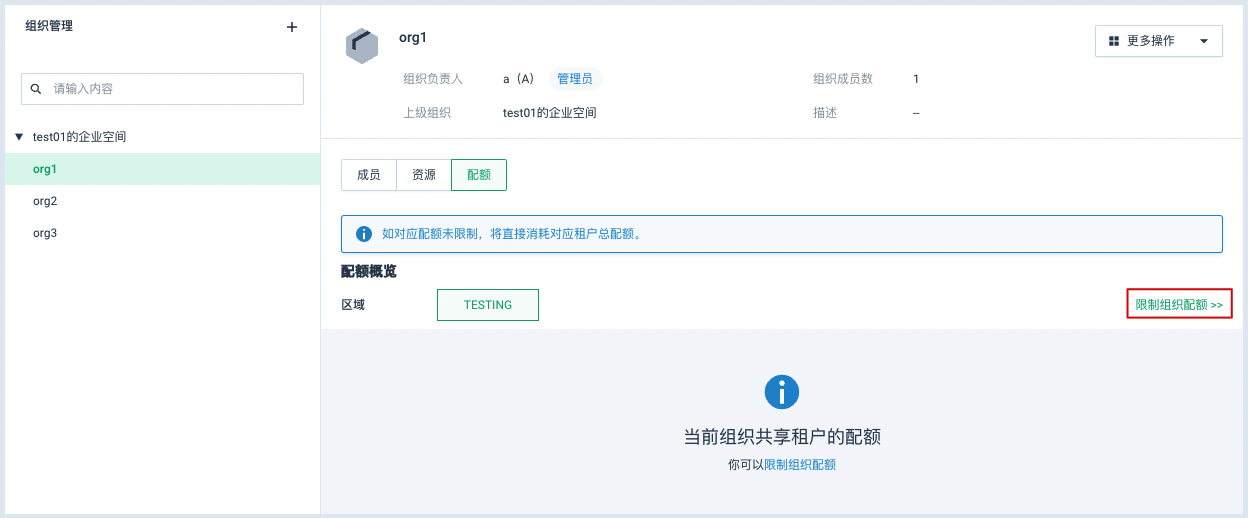 组织管理
请输入内容
test01的企业空间
org1
org2
org3
org1
更多操作
组织负责人 a（A） 管理员 组织成员数 1
上级组织 test01的企业空间 描述 --
成员 资源 配额
如对应配额未限制，将直接消耗对应租户总配额。
配额概览
区域 TESTING 限制组织配额 >>
当前组织共享租户的配额
你可以限制组织配额